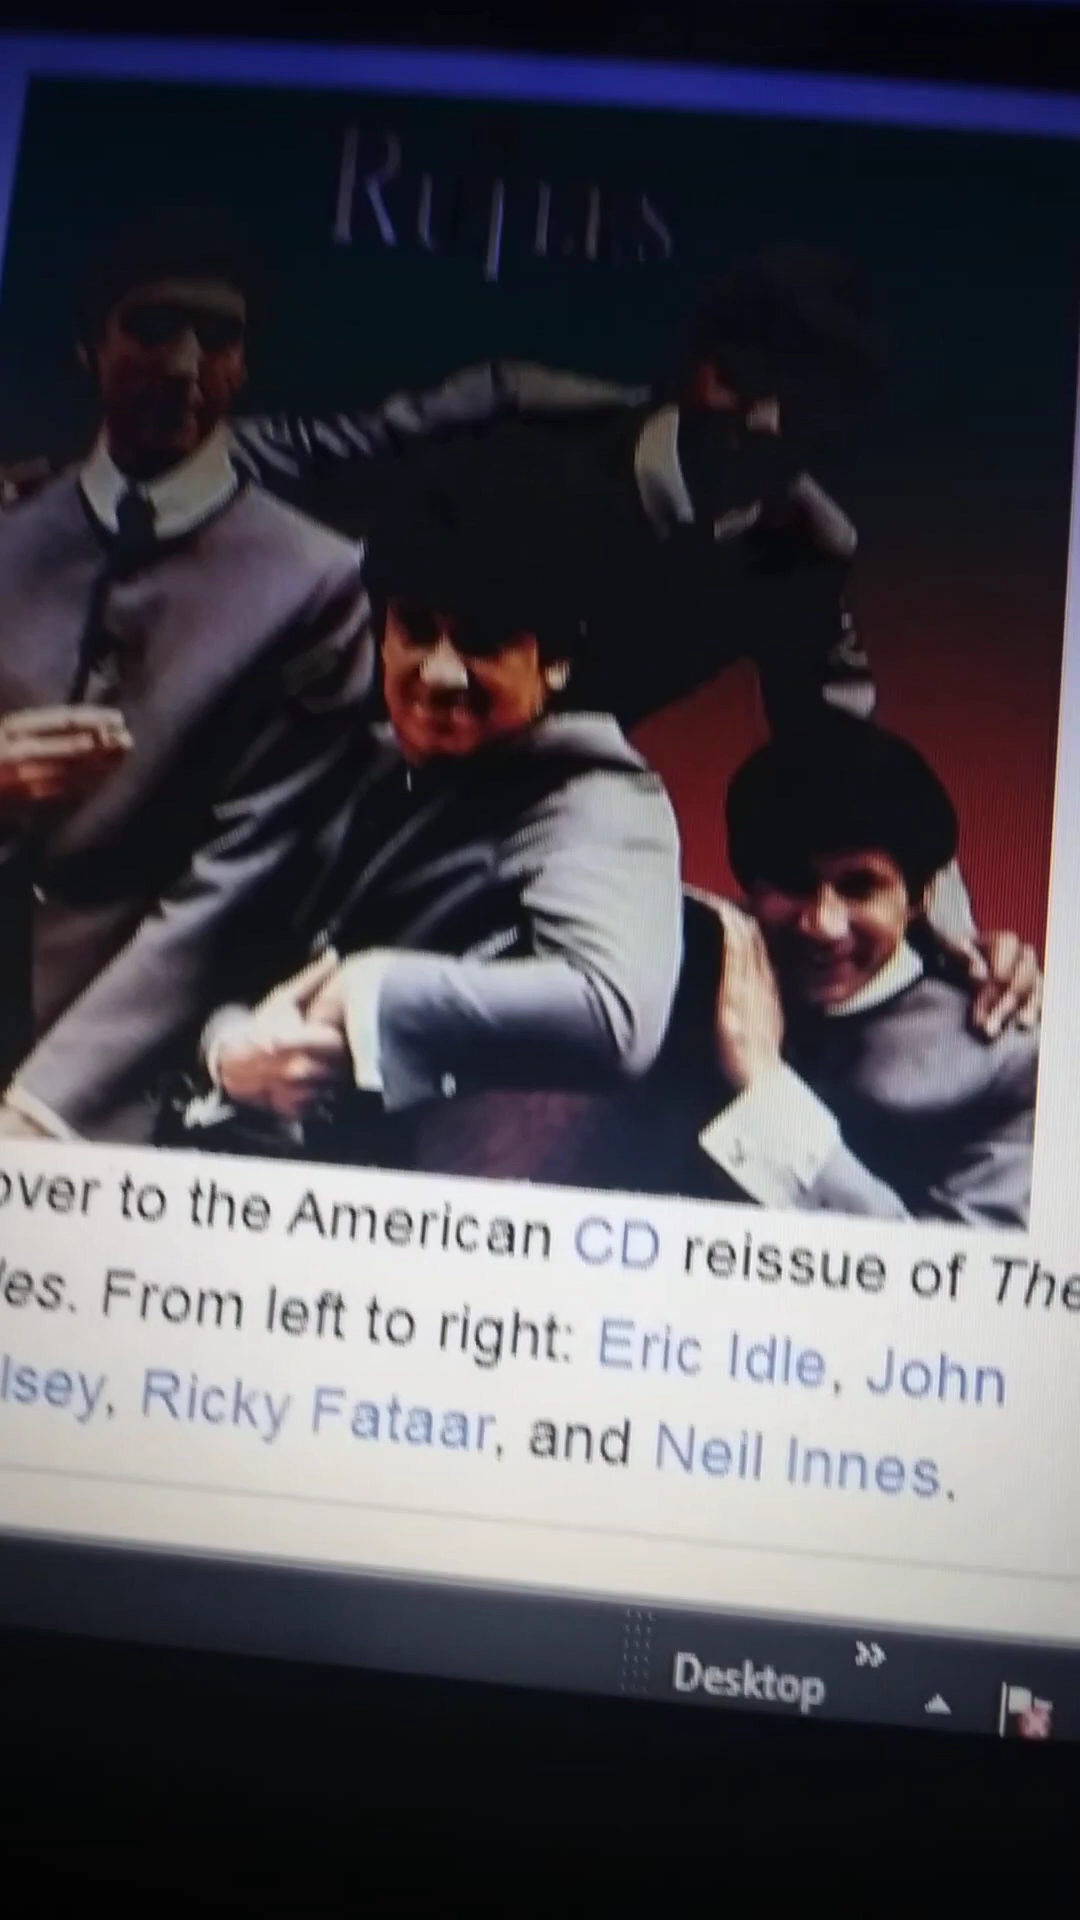 RUTLES
over to the American CD reissue of The
les. From left to right: Eric Idle, John
lsey, Ricky Fataar, and Neil Innes.
Desktop »